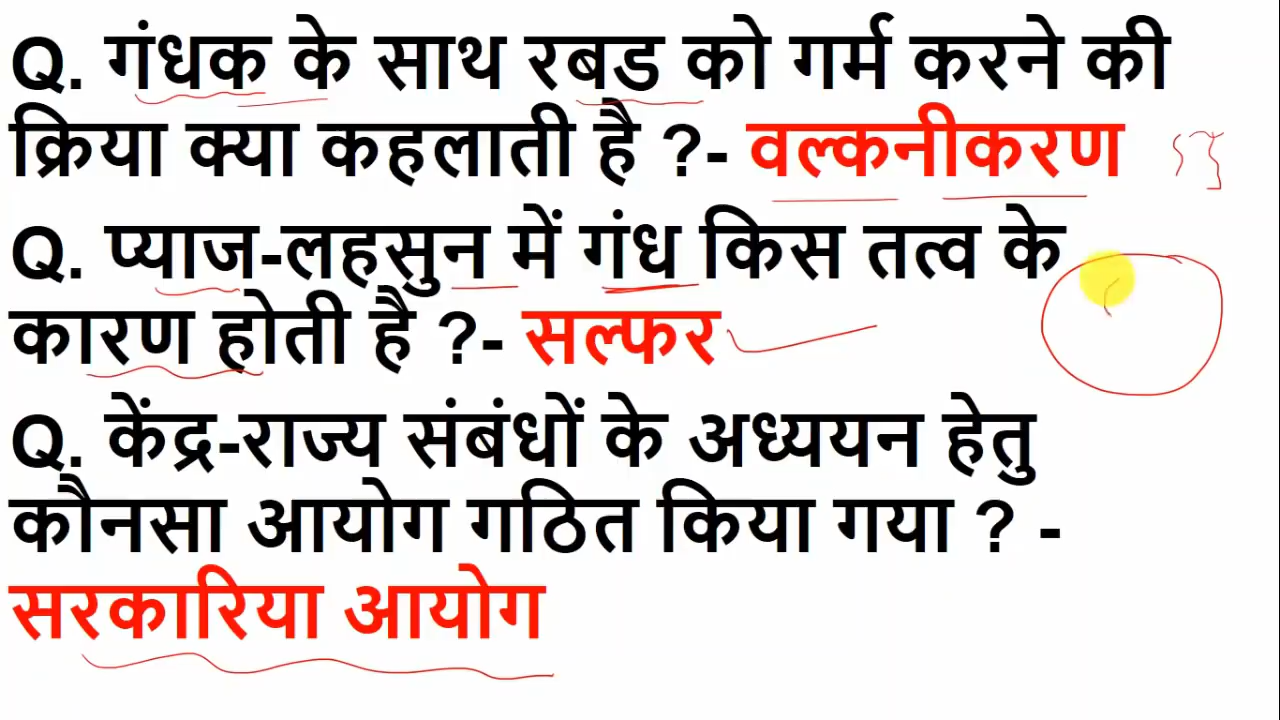 Q. गंधक के साथ रबड को गर्म करने की
क्रिया क्या कहलाती है ?- वल्कनीकरण
Q. प्याज-लहसुन में गंध किस तत्व के
कारण होती है ?- सल्फर
Q. केंद्र-राज्य संबंधों के अध्ययन हेतु
कौनसा आयोग गठित किया गया ? -
सरकारिया आयोग